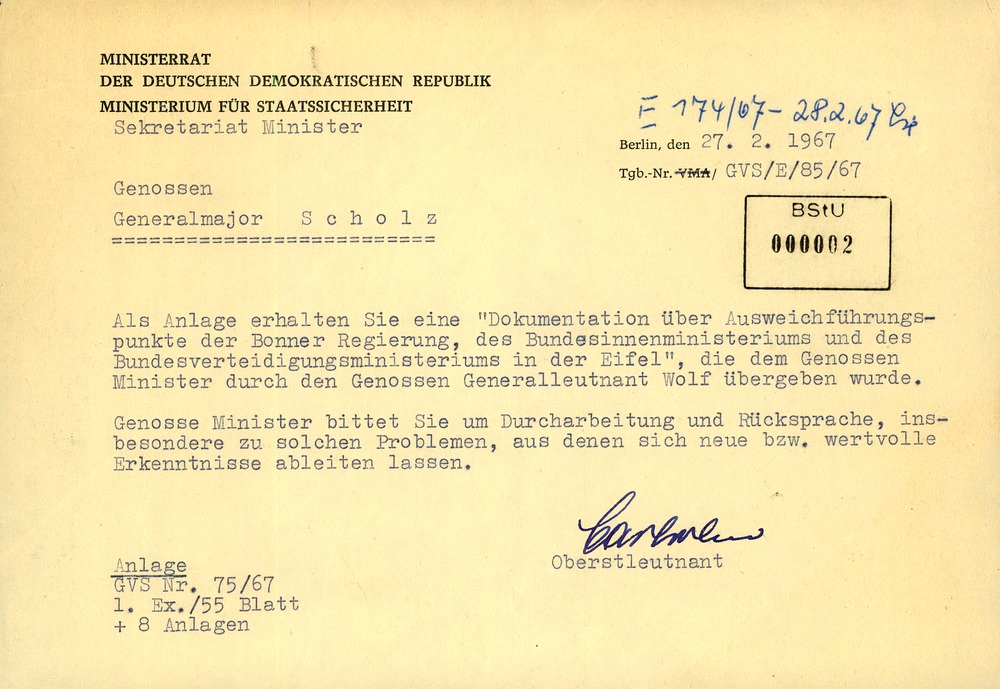 MINISTERRAT
DER DEUTSCHEN DEMOKRATISCHEN REPUBLIK
MINISTERIUM FÜR STAATSSICHERHEIT
Sekretariat Minister
E 174/67 - 28.2.67
Berlin, den 27. 2. 1967
Tgb.-Nr. VMA/ GVS/E/85/67
Genossen
Generalmajor S c h o l z
==========================
BStU
000002
Als Anlage erhalten Sie eine "Dokumentation über Ausweichführungs-
punkte der Bonner Regierung, des Bundesinnenministeriums und des
Bundesverteidigungsministeriums in der Eifel", die dem Genossen
Minister durch den Genossen Generalleutnant Wolf übergeben wurde.
Genosse Minister bittet Sie um Durcharbeitung und Rücksprache, ins-
besondere zu solchen Problemen, aus denen sich neue bzw. wertvolle
Erkenntnisse ableiten lassen.
Oberstleutnant
Anlage
GVS Nr. 75/67
1. Ex./55 Blatt
+ 8 Anlagen